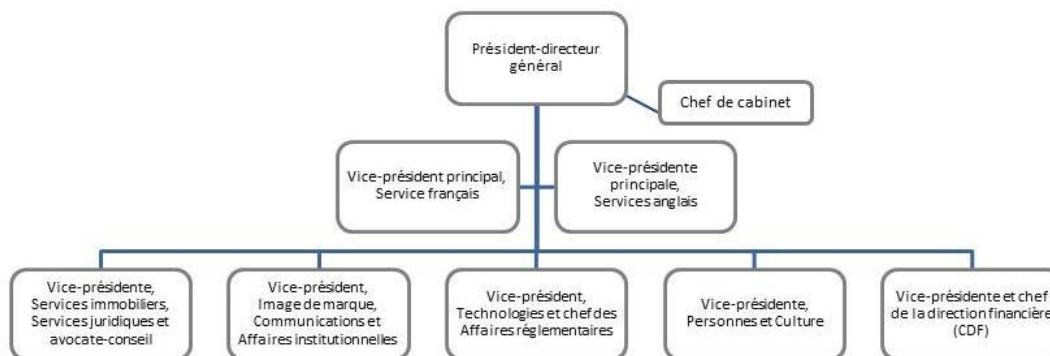 Président-directeur
général
Chef de cabinet
Vice-président principal,
Service français
Vice-présidente
principale,
Services anglais
Vice-présidente,
Services immobiliers,
Services juridiques et
avocate-conseil
Vice-président,
Image de marque,
Communications et
Affaires institutionnelles
Vice-président,
Technologies et chef des
Affaires réglementaires
Vice-présidente,
Personnes et Culture
Vice-présidente et chef
de la direction financière
(CDF)